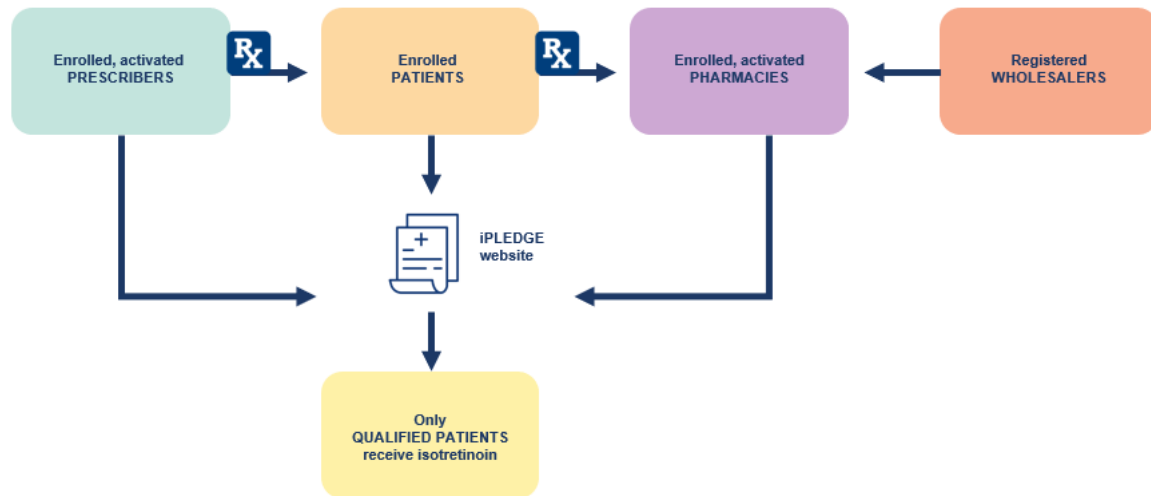 Enrolled, activated
PRESCRIBERS
Rx
Enrolled
PATIENTS
Rx
Enrolled, activated
PHARMACIES
Registered
WHOLESALERS
iPLEDGE
website
Only
QUALIFIED PATIENTS
receive isotretinoin